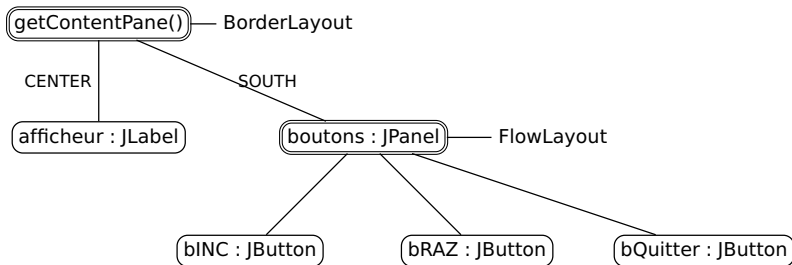 getContentPane()
BorderLayout
CENTER
SOUTH
afficheur : JLabel
boutons : JPanel
FlowLayout
bINC : JButton
bRAZ : JButton
bQuitter : JButton